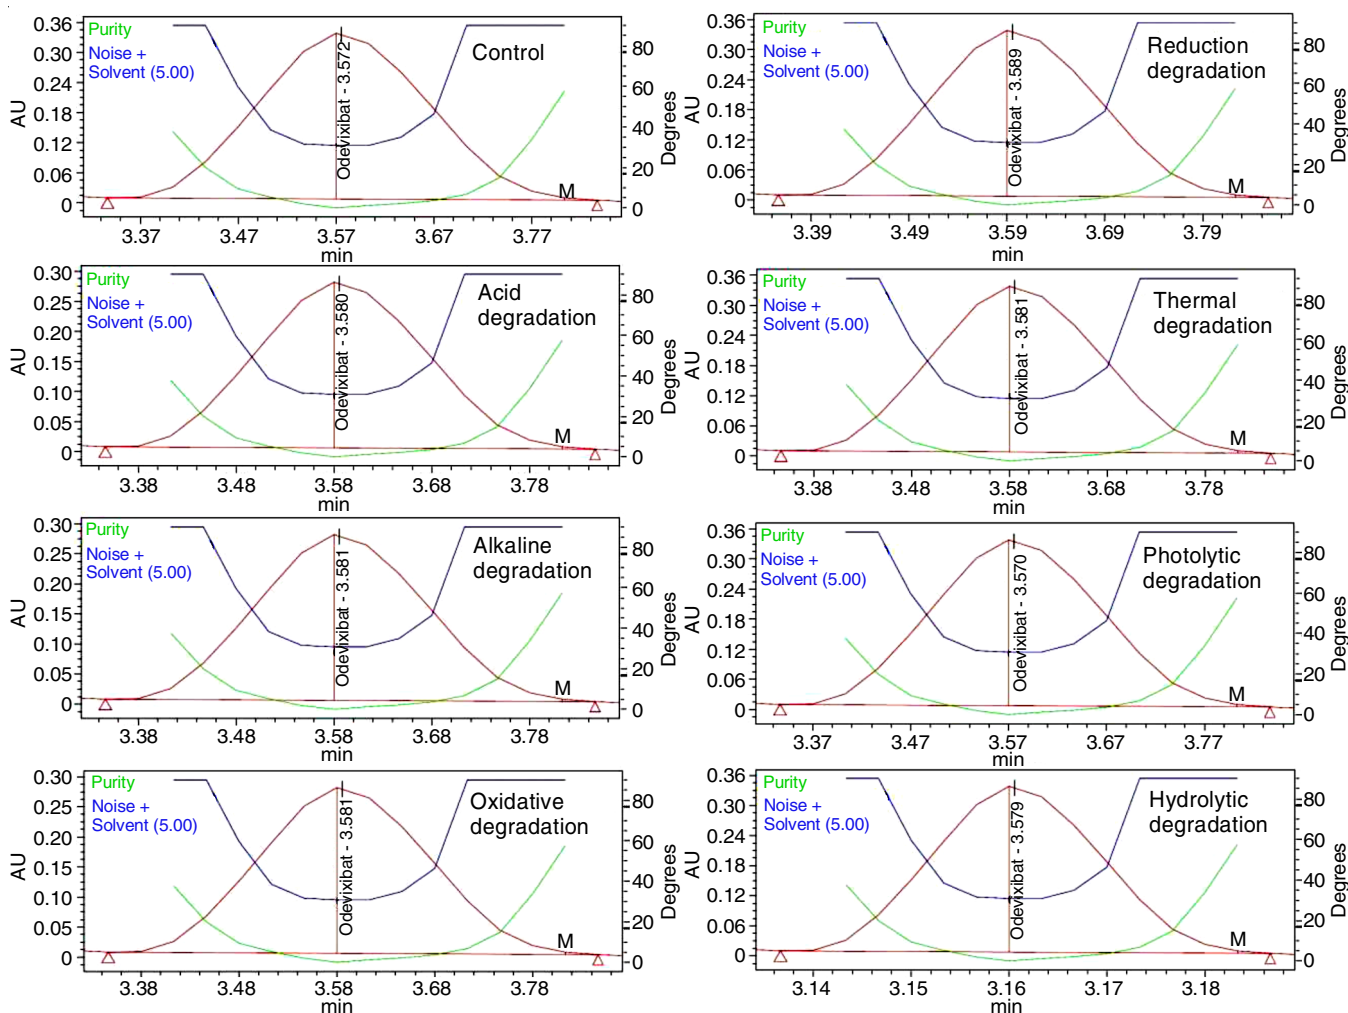 0.36
0.30
0.24
0.18
0.12
0.06
0
AU
Purity
Noise +
Solvent (5.00)
Odevixibat - 3.572
Control
M
80
60
40
20
0
Degrees
3.37 3.47 3.57 3.67 3.77
min
0.36
0.30
0.24
0.18
0.12
0.06
0
AU
Purity
Noise +
Solvent (5.00)
Odevixibat - 3.589
Reduction
degradation
M
80
60
40
20
0
Degrees
3.39 3.49 3.59 3.69 3.79
min
0.30
0.25
0.20
0.15
0.10
0.05
0
AU
Purity
Noise +
Solvent (5.00)
Odevixibat - 3.580
Acid
degradation
M
80
60
40
20
0
Degrees
3.38 3.48 3.58 3.68 3.78
min
0.36
0.30
0.24
0.18
0.12
0.06
0
AU
Purity
Noise +
Solvent (5.00)
Odevixibat - 3.581
Thermal
degradation
M
80
60
40
20
0
Degrees
3.38 3.48 3.58 3.68 3.78
min
0.30
0.25
0.20
0.15
0.10
0.05
0
AU
Purity
Noise +
Solvent (5.00)
Odevixibat - 3.581
Alkaline
degradation
M
80
60
40
20
0
Degrees
3.38 3.48 3.58 3.68 3.78
min
0.36
0.30
0.24
0.18
0.12
0.06
0
AU
Purity
Noise +
Solvent (5.00)
Odevixibat - 3.570
Photolytic
degradation
M
80
60
40
20
0
Degrees
3.37 3.47 3.57 3.67 3.77
min
0.30
0.25
0.20
0.15
0.10
0.05
0
AU
Purity
Noise +
Solvent (5.00)
Odevixibat - 3.581
Oxidative
degradation
M
80
60
40
20
0
Degrees
3.38 3.48 3.58 3.68 3.78
min
0.36
0.30
0.24
0.18
0.12
0.06
0
AU
Purity
Noise +
Solvent (5.00)
Odevixibat - 3.579
Hydrolytic
degradation
M
80
60
40
20
0
Degrees
3.14 3.15 3.16 3.17 3.18
min